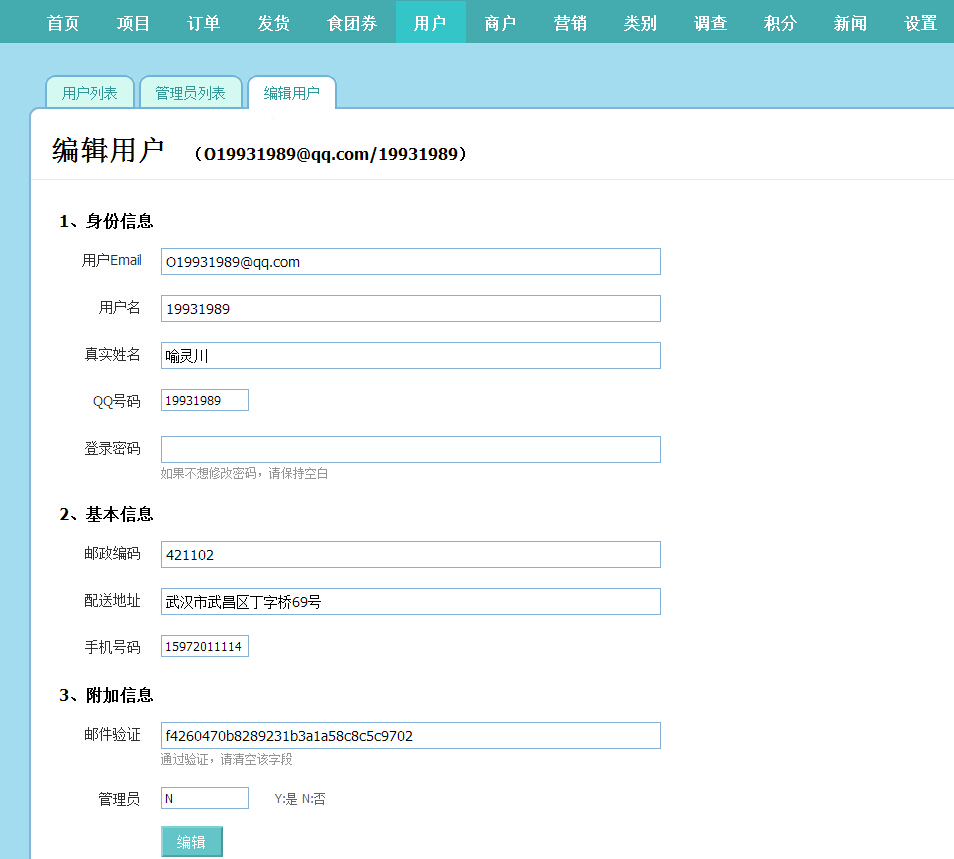 首页 项目 订单 发货 食团券 用户 商户 营销 类别 调查 积分 新闻 设置
用户列表 管理员列表 编辑用户
编辑用户 （O19931989@qq.com/19931989）
1、身份信息
用户Email O19931989@qq.com
用户名 19931989
真实姓名 喻灵川
QQ号码 19931989
登录密码
如果不想修改密码，请保持空白
2、基本信息
邮政编码 421102
配送地址 武汉市武昌区丁字桥69号
手机号码 15972011114
3、附加信息
邮件验证 f4260470b8289231b3a1a58c8c5c9702
通过验证，请清空该字段
管理员 N Y:是 N:否
编辑